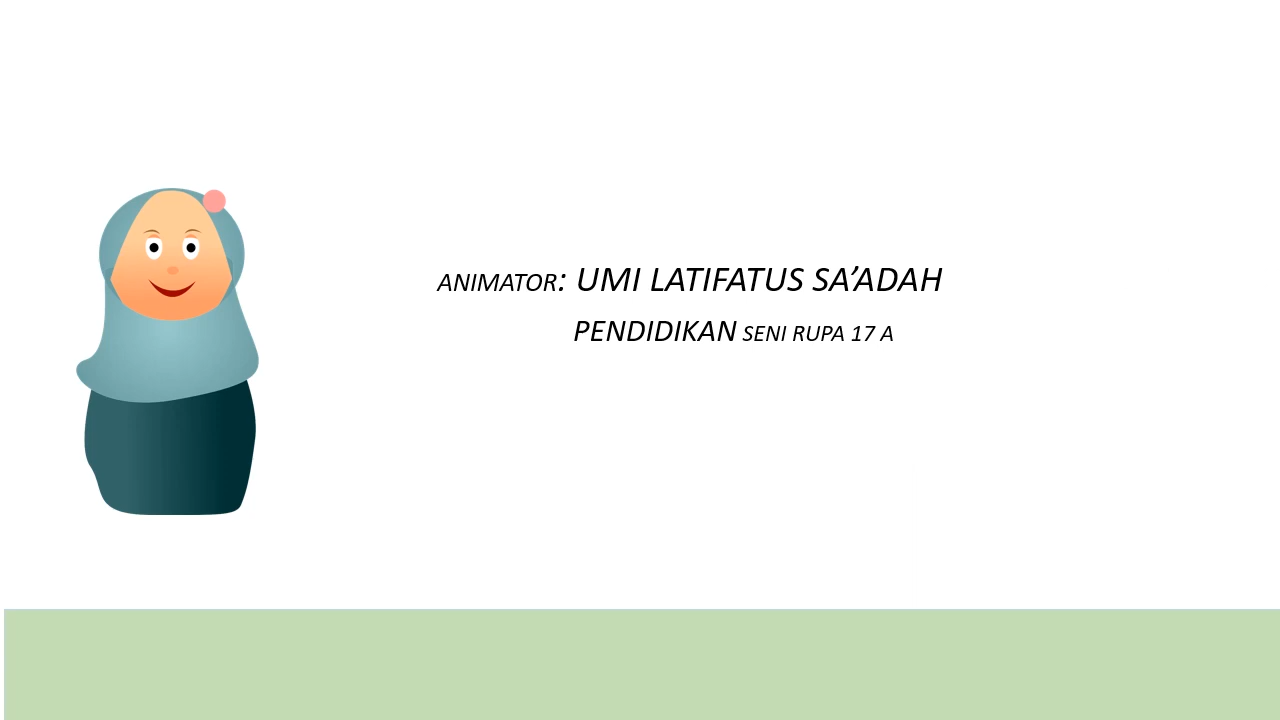 ANIMATOR: UMI LATIFATUS SA’ADAH
PENDIDIKAN SENI RUPA 17 A